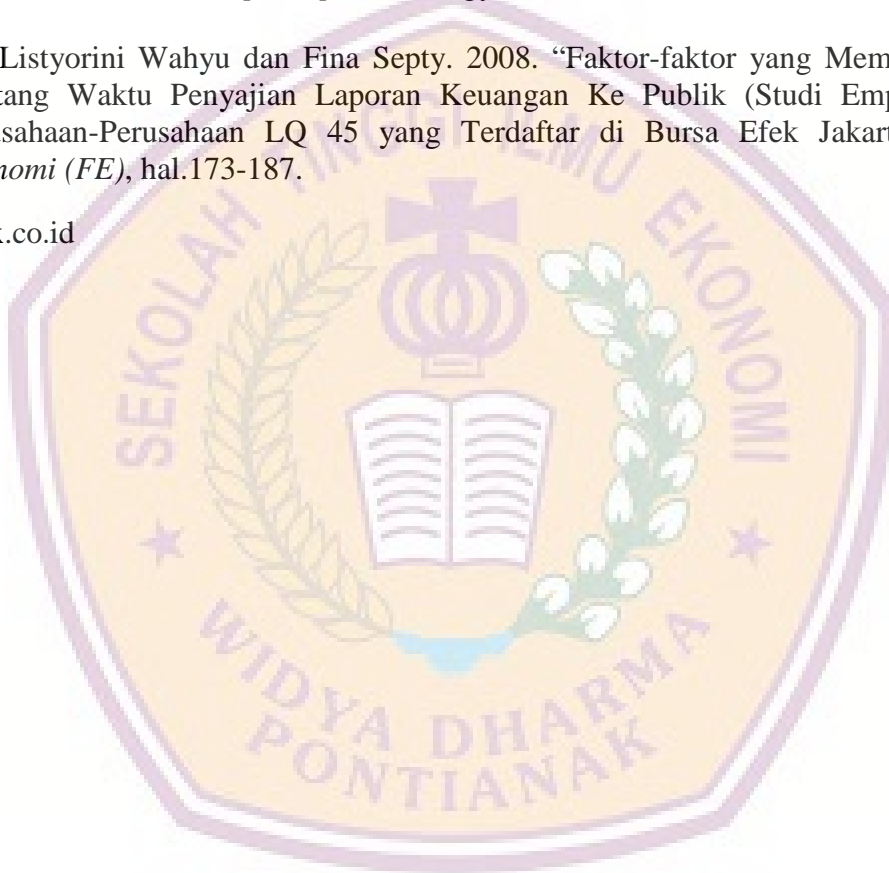 Listyorini Wahyu dan Fina Septy. 2008. “Faktor-faktor yang Mem
tang Waktu Penyajian Laporan Keuangan Ke Publik (Studi Emp
sahaan-Perusahaan LQ 45 yang Terdaftar di Bursa Efek Jakart
nomi (FE), hal.173-187.
.co.id
SEKOLAH TINGGI ILMU EKONOMI
WIDYA DHARMA
PONTIANAK